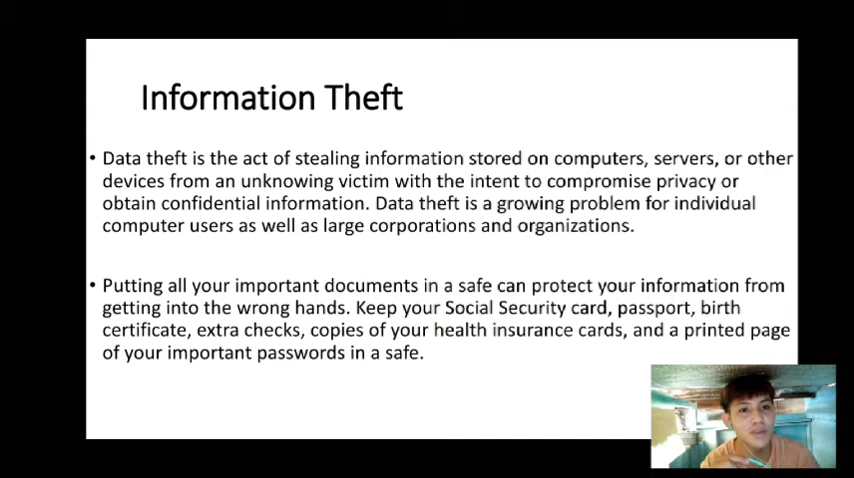 Information Theft
• Data theft is the act of stealing information stored on computers, servers, or other
devices from an unknowing victim with the intent to compromise privacy or
obtain confidential information. Data theft is a growing problem for individual
computer users as well as large corporations and organizations.
• Putting all your important documents in a safe can protect your information from
getting into the wrong hands. Keep your Social Security card, passport, birth
certificate, extra checks, copies of your health insurance cards, and a printed page
of your important passwords in a safe.